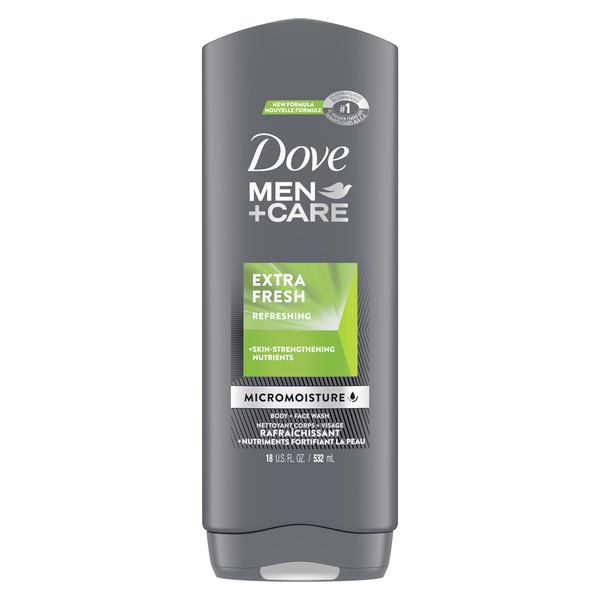 NEW FORMULA
NOUVELLE FORMULE
#1
Dove
MEN
+CARE
EXTRA
FRESH
REFRESHING
+SKIN-STRENGTHENING
NUTRIENTS
MICROMOISTURE
BODY + FACE WASH
NETTOYANT CORPS + VISAGE
RAFRAÎCHISSANT
+NUTRIMENTS FORTIFIANT LA PEAU
18 U.S. FL. OZ. / 532 mL